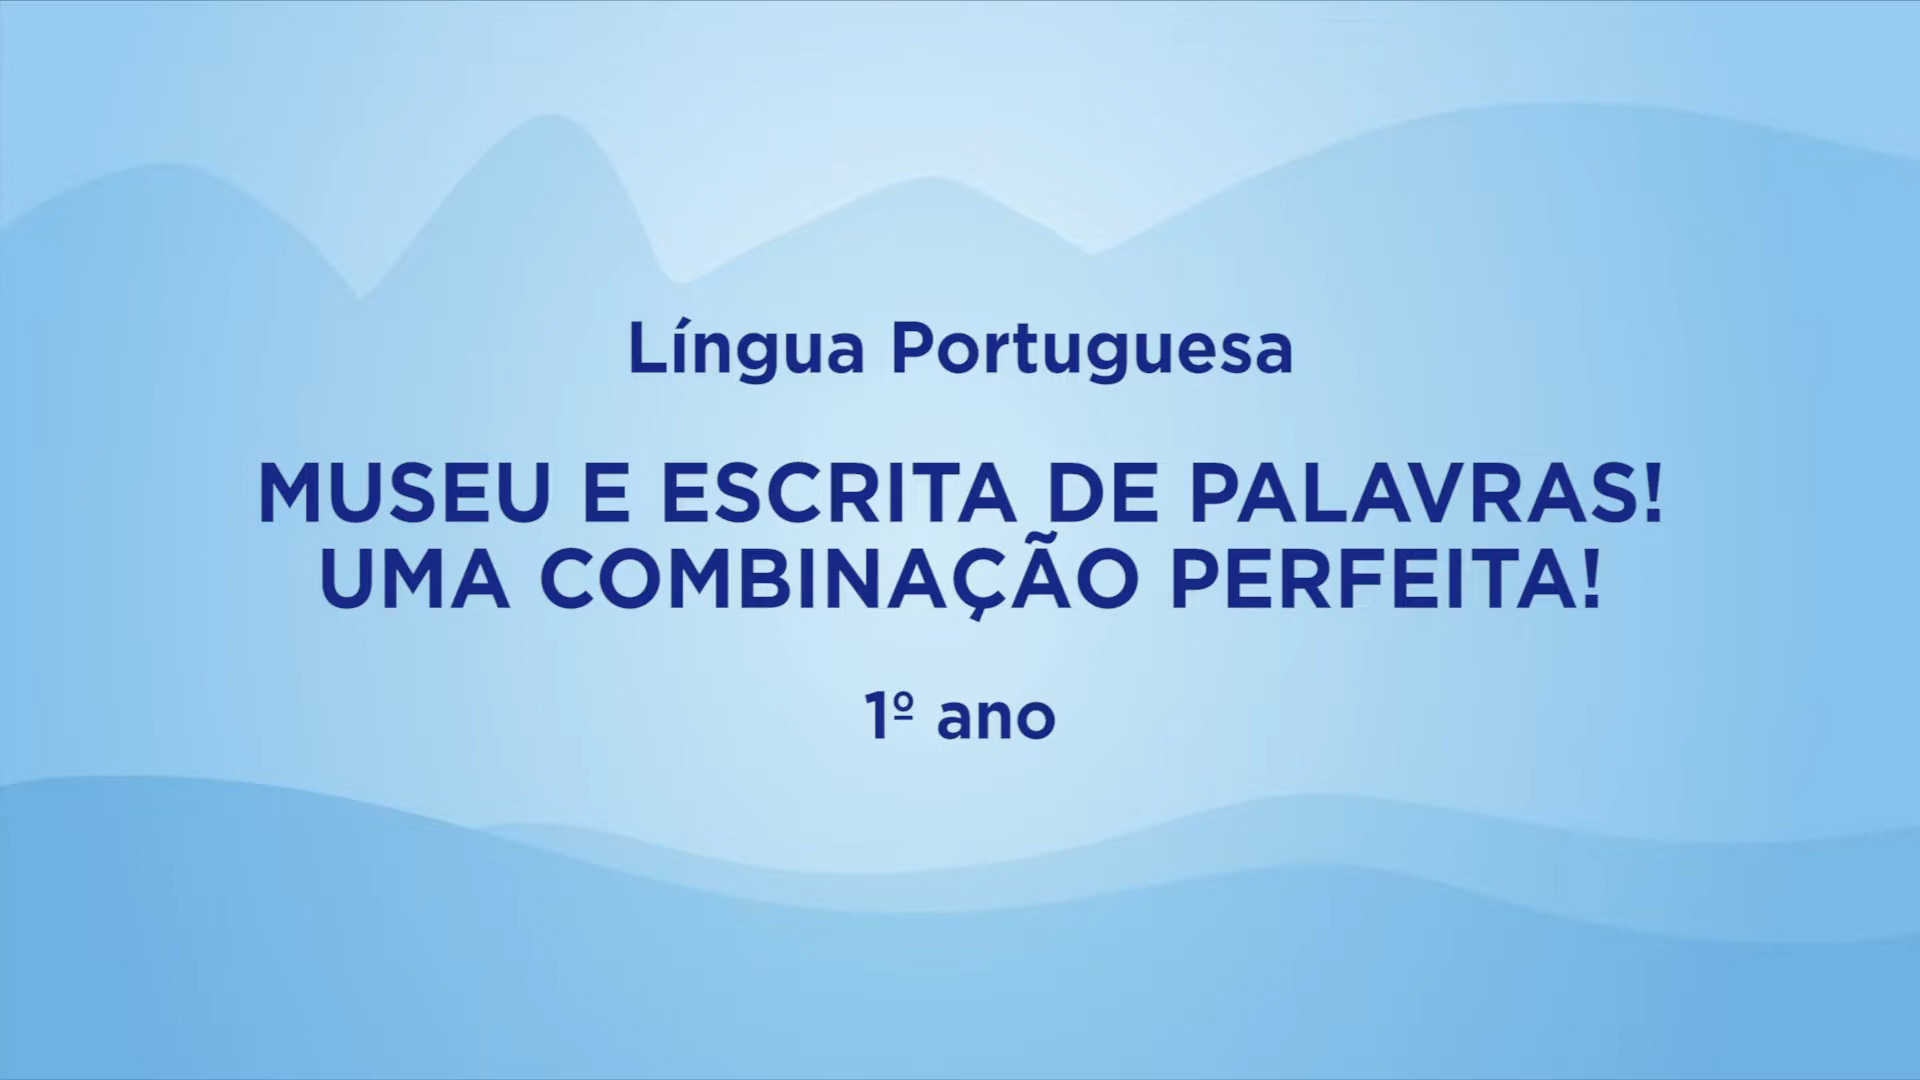 Língua Portuguesa
MUSEU E ESCRITA DE PALAVRAS!
UMA COMBINAÇÃO PERFEITA!
1º ano